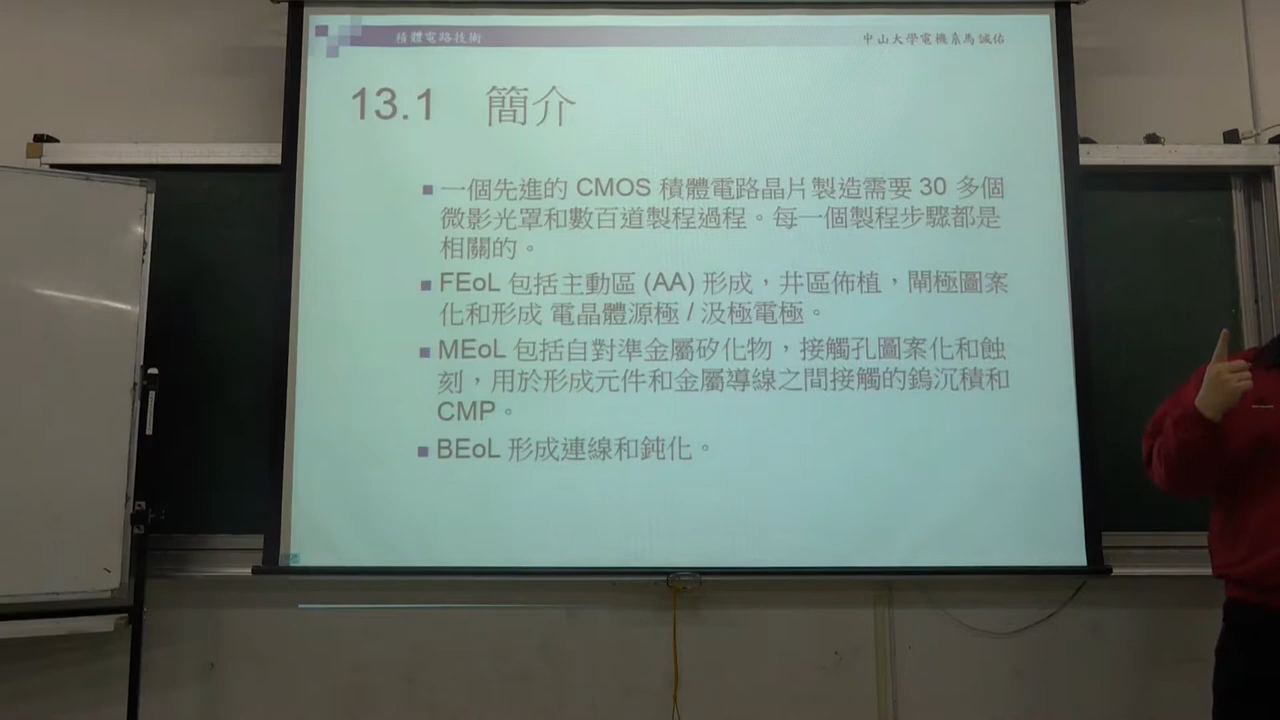 積體電路技術
中山大學電機系馬誠佑
13.1 簡介
一個先進的 CMOS 積體電路晶片製造需要 30 多個
微影光罩和數百道製程過程。每一個製程步驟都是
相關的。
FEoL 包括主動區 (AA) 形成，井區佈植，閘極圖案
化和形成 電晶體源極 / 汲極電極。
MEoL 包括自對準金屬矽化物，接觸孔圖案化和蝕
刻，用於形成元件和金屬導線之間接觸的鎢沉積和
CMP。
BEoL 形成連線和鈍化。